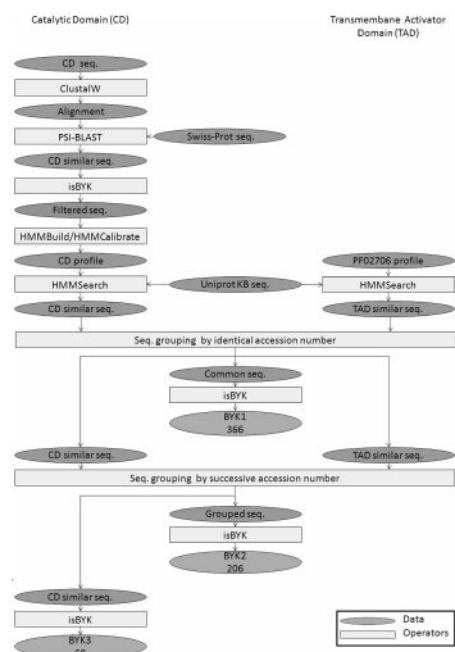 Catalytic Domain (CD)
Transmembane Activator
Domain (TAD)
CD seq.
ClustalW
Alignment
PSI-BLAST
Swiss-Prot seq.
CD similar seq.
isBYK
Filtered seq.
HMMBuild/HMMCalibrate
CD profile
PF02706 profile
HMMSearch
Uniprot KB seq.
HMMSearch
CD similar seq.
TAD similar seq.
Seq. grouping by identical accession number
Common seq.
isBYK
BYK1
366
CD similar seq.
TAD similar seq.
Seq. grouping by successive accession number
Grouped seq.
isBYK
BYK2
206
CD similar seq.
isBYK
BYK3
Data
Operators